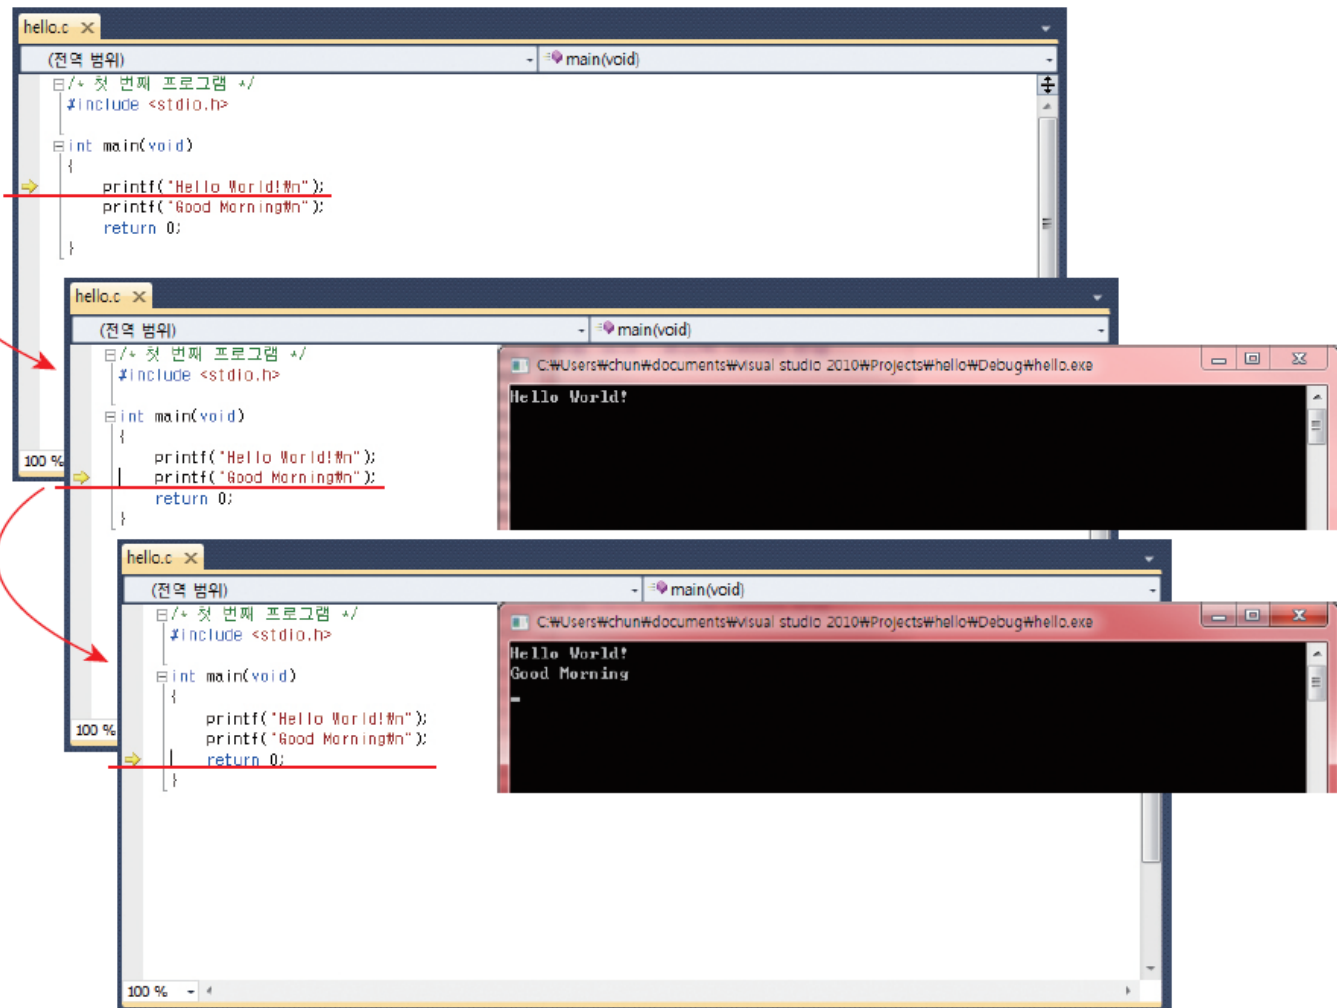 hello.c
(전역 범위) main(void)
/* 첫 번째 프로그램 */
#include <stdio.h>
int main(void)
{
printf("Hello World!₩n");
printf("Good Morning₩n");
return 0;
}
100 %
hello.c
(전역 범위) main(void)
/* 첫 번째 프로그램 */
#include <stdio.h>
int main(void)
{
printf("Hello World!₩n");
printf("Good Morning₩n");
return 0;
}
100 %
C:₩Users₩chun₩documents₩visual studio 2010₩Projects₩hello₩Debug₩hello.exe
Hello World!
hello.c
(전역 범위) main(void)
/* 첫 번째 프로그램 */
#include <stdio.h>
int main(void)
{
printf("Hello World!₩n");
printf("Good Morning₩n");
return 0;
}
100 %
C:₩Users₩chun₩documents₩visual studio 2010₩Projects₩hello₩Debug₩hello.exe
Hello World!
Good Morning